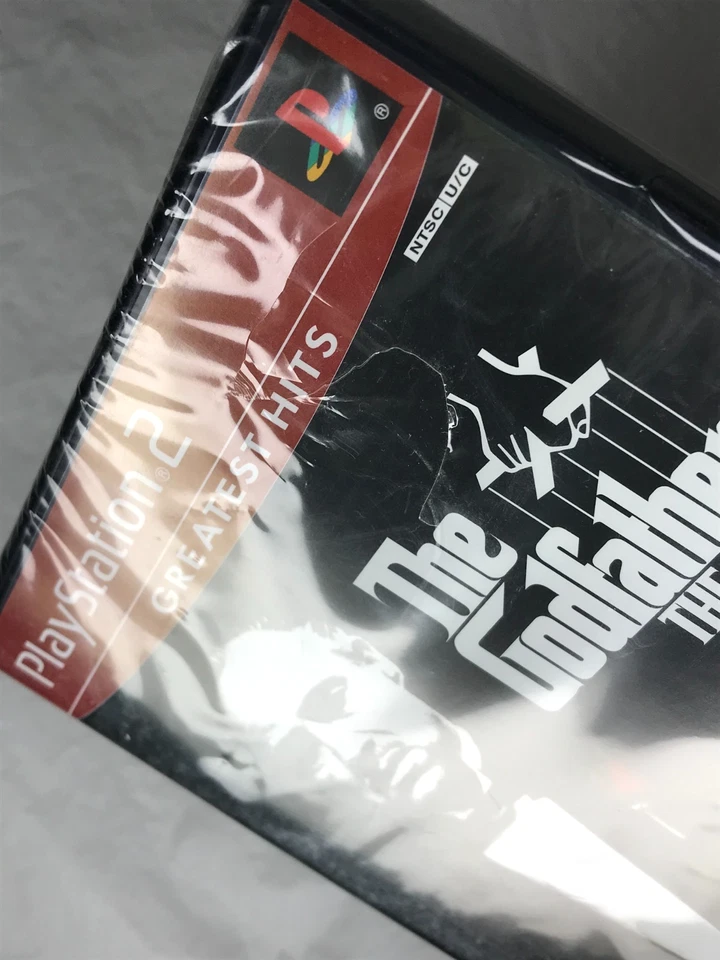 ®
NTSC U/C
PlayStation®2
GREATEST HITS
The
Godfather
THE